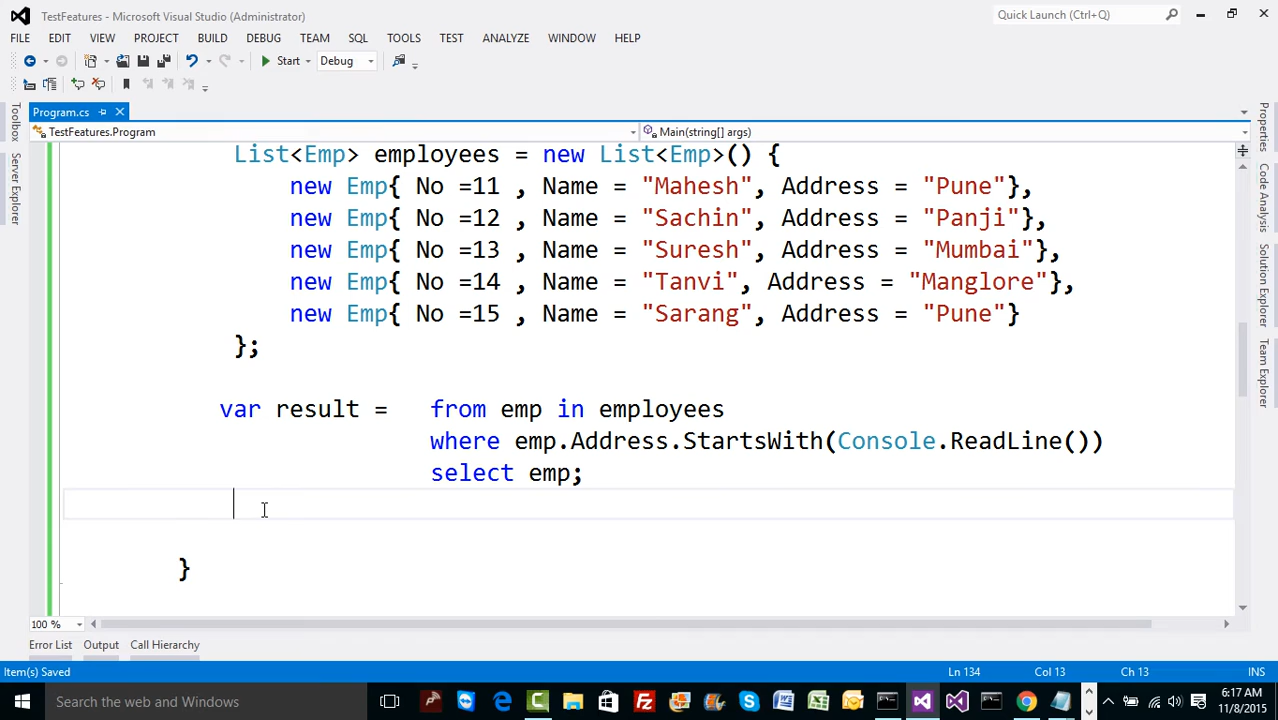 TestFeatures - Microsoft Visual Studio (Administrator)
Quick Launch (Ctrl+Q)
FILE EDIT VIEW PROJECT BUILD DEBUG TEAM SQL TOOLS TEST ANALYZE WINDOW HELP
Start Debug
Program.cs
TestFeatures.Program Main(string[] args)
List<Emp> employees = new List<Emp>() {
new Emp{ No =11 , Name = "Mahesh", Address = "Pune"},
new Emp{ No =12 , Name = "Sachin", Address = "Panji"},
new Emp{ No =13 , Name = "Suresh", Address = "Mumbai"},
new Emp{ No =14 , Name = "Tanvi", Address = "Manglore"},
new Emp{ No =15 , Name = "Sarang", Address = "Pune"}
};
var result = from emp in employees
where emp.Address.StartsWith(Console.ReadLine())
select emp;
}
Toolbox
Server Explorer
Properties
Code Analysis
Solution Explorer
Team Explorer
100 %
Error List Output Call Hierarchy
Item(s) Saved Ln 134 Col 13 Ch 13 INS
Search the web and Windows
6:17 AM
11/8/2015